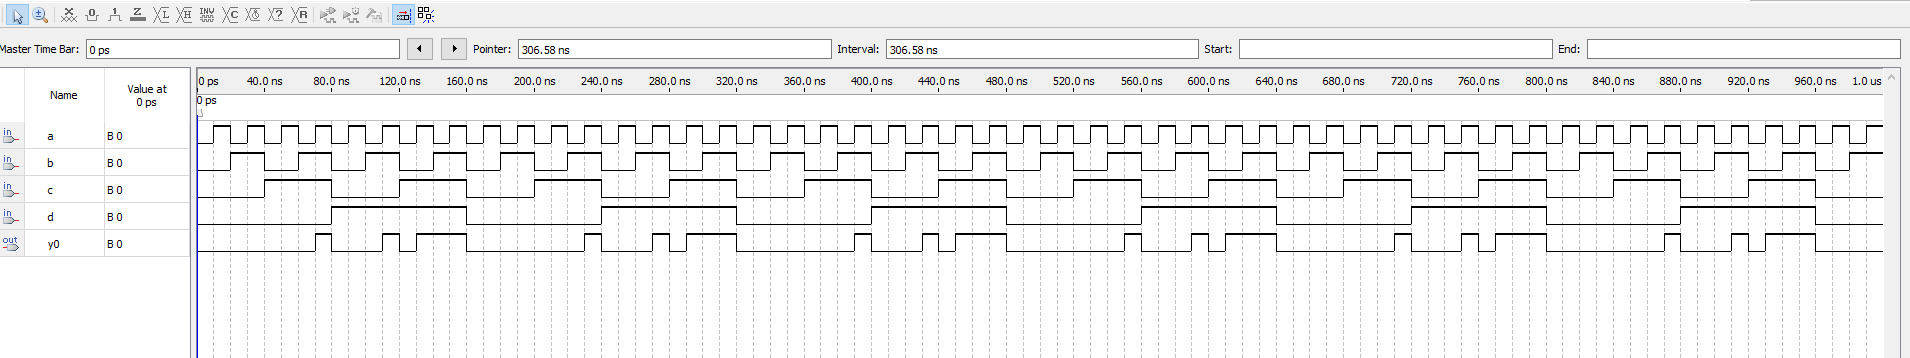 Master Time Bar: 0 ps Pointer: 306.58 ns Interval: 306.58 ns Start: End:
Name Value at 0 ps
0 ps 40.0 ns 80.0 ns 120.0 ns 160.0 ns 200.0 ns 240.0 ns 280.0 ns 320.0 ns 360.0 ns 400.0 ns 440.0 ns 480.0 ns 520.0 ns 560.0 ns 600.0 ns 640.0 ns 680.0 ns 720.0 ns 760.0 ns 800.0 ns 840.0 ns 880.0 ns 920.0 ns 960.0 ns 1.0 us
0 ps
in a B 0
in b B 0
in c B 0
in d B 0
out y0 B 0